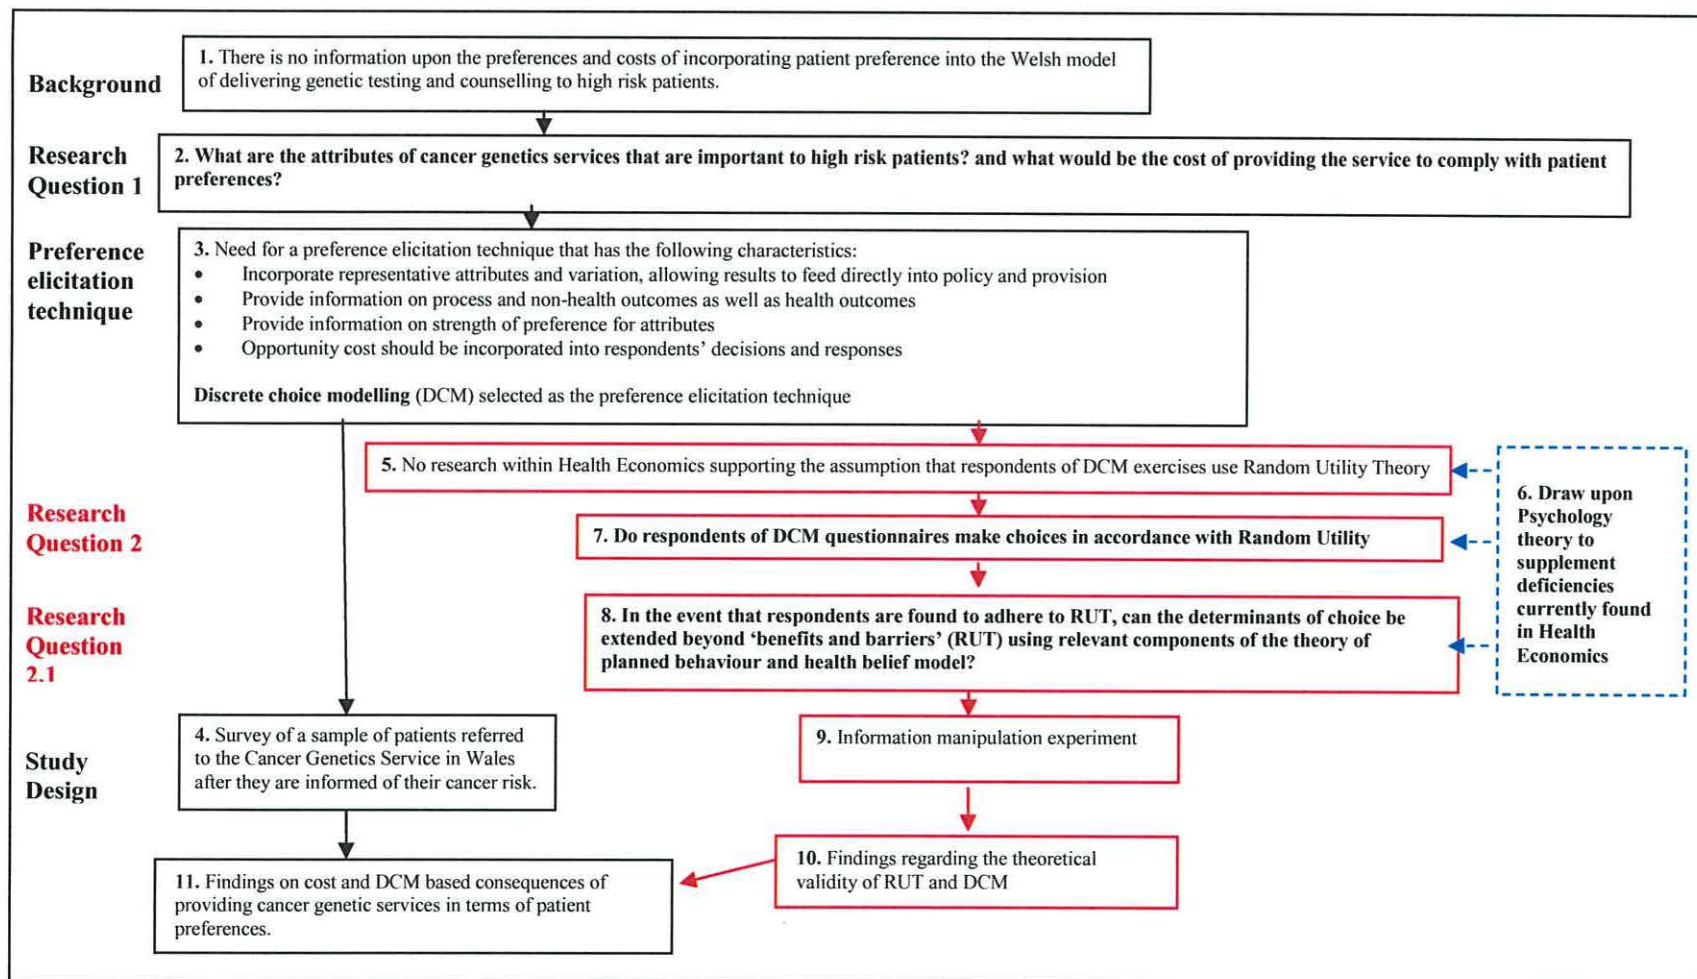 Background
1. There is no information upon the preferences and costs of incorporating patient preference into the Welsh model
of delivering genetic testing and counselling to high risk patients.
Research
Question 1
2. What are the attributes of cancer genetics services that are important to high risk patients? and what would be the cost of providing the service to comply with patient
preferences?
Preference
elicitation
technique
3. Need for a preference elicitation technique that has the following characteristics:
• Incorporate representative attributes and variation, allowing results to feed directly into policy and provision
• Provide information on process and non-health outcomes as well as health outcomes
• Provide information on strength of preference for attributes
• Opportunity cost should be incorporated into respondents' decisions and responses
Discrete choice modelling (DCM) selected as the preference elicitation technique
5. No research within Health Economics supporting the assumption that respondents of DCM exercises use Random Utility Theory
6. Draw upon
Psychology
theory to
supplement
deficiencies
currently found
in Health
Economics
Research
Question 2
7. Do respondents of DCM questionnaires make choices in accordance with Random Utility
Research
Question
2.1
8. In the event that respondents are found to adhere to RUT, can the determinants of choice be
extended beyond 'benefits and barriers' (RUT) using relevant components of the theory of
planned behaviour and health belief model?
Study
Design
4. Survey of a sample of patients referred
to the Cancer Genetics Service in Wales
after they are informed of their cancer risk.
9. Information manipulation experiment
10. Findings regarding the theoretical
validity of RUT and DCM
11. Findings on cost and DCM based consequences of
providing cancer genetic services in terms of patient
preferences.